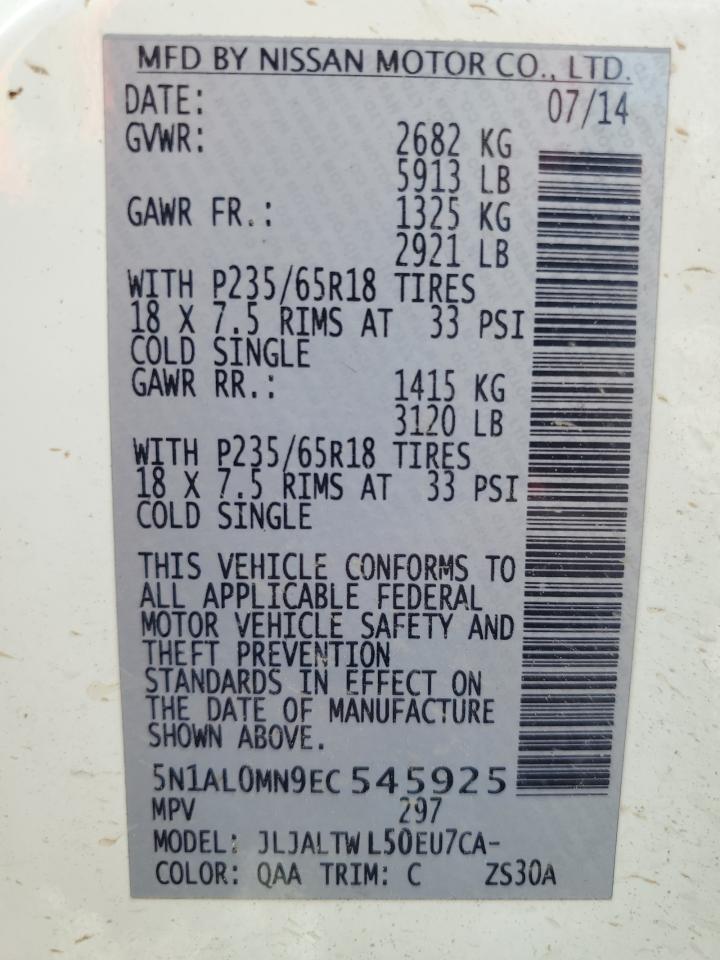 MFD BY NISSAN MOTOR CO., LTD.
DATE: 07/14
GVWR: 2682 KG
5913 LB
GAWR FR.: 1325 KG
2921 LB
WITH P235/65R18 TIRES
18 X 7.5 RIMS AT 33 PSI
COLD SINGLE
GAWR RR.: 1415 KG
3120 LB
WITH P235/65R18 TIRES
18 X 7.5 RIMS AT 33 PSI
COLD SINGLE
THIS VEHICLE CONFORMS TO
ALL APPLICABLE FEDERAL
MOTOR VEHICLE SAFETY AND
THEFT PREVENTION
STANDARDS IN EFFECT ON
THE DATE OF MANUFACTURE
SHOWN ABOVE.
5N1AL0MN9EC 545925
MPV 297
MODEL: JLJALTW L50EU7CA-
COLOR: QAA TRIM: C ZS30A